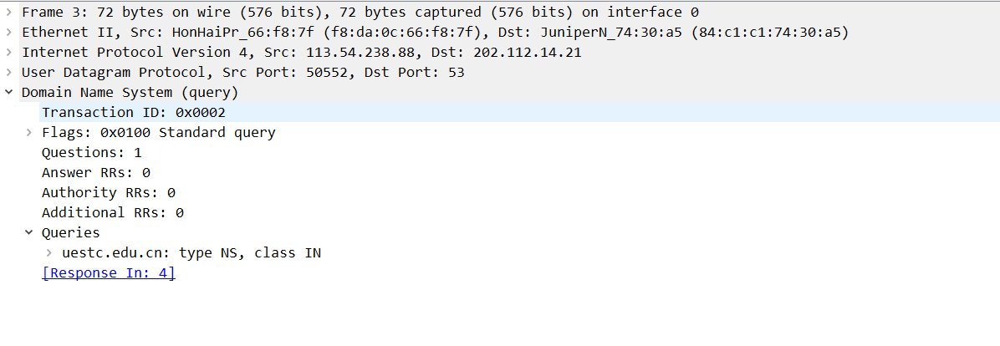 Frame 3: 72 bytes on wire (576 bits), 72 bytes captured (576 bits) on interface 0
Ethernet II, Src: HonHaiPr_66:f8:7f (f8:da:0c:66:f8:7f), Dst: JuniperN_74:30:a5 (84:c1:c1:74:30:a5)
Internet Protocol Version 4, Src: 113.54.238.88, Dst: 202.112.14.21
User Datagram Protocol, Src Port: 50552, Dst Port: 53
Domain Name System (query)
Transaction ID: 0x0002
Flags: 0x0100 Standard query
Questions: 1
Answer RRs: 0
Authority RRs: 0
Additional RRs: 0
Queries
uestc.edu.cn: type NS, class IN
[Response In: 4]